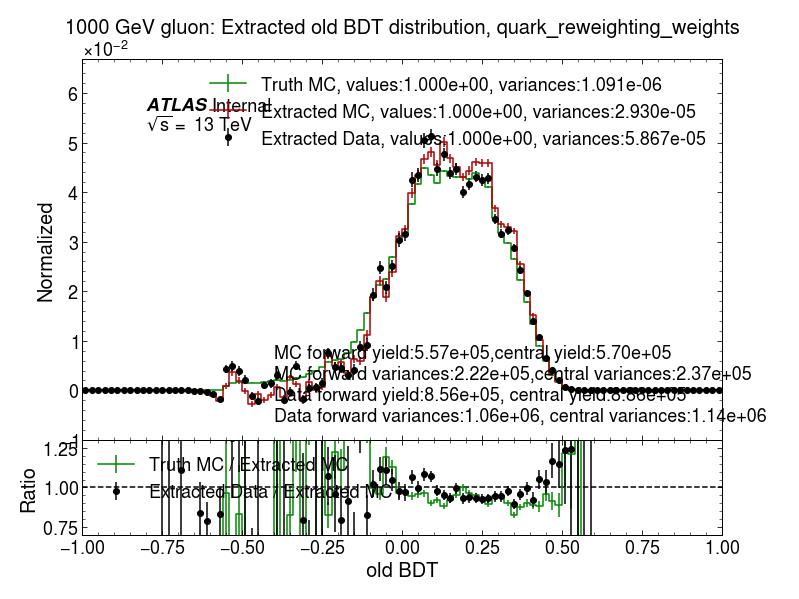 1000 GeV gluon: Extracted old BDT distribution, quark_reweighting_weights
×10⁻²
Truth MC, values:1.000e+00, variances:1.091e-06
ATLAS Internal
Extracted MC, values:1.000e+00, variances:2.930e-05
√s = 13 TeV
Extracted Data, values:1.000e+00, variances:5.867e-05
6
5
4
3
2
1
0
Normalized
MC forward yield:5.57e+05,central yield:5.70e+05
MC forward variances:2.22e+05,central variances:2.37e+05
Data forward yield:8.56e+05, central yield:8.86e+05
Data forward variances:1.06e+06, central variances:1.14e+06
1.25
1.00
0.75
Ratio
Truth MC / Extracted MC
Extracted Data / Extracted MC
−1.00 −0.75 −0.50 −0.25 0.00 0.25 0.50 0.75 1.00
old BDT